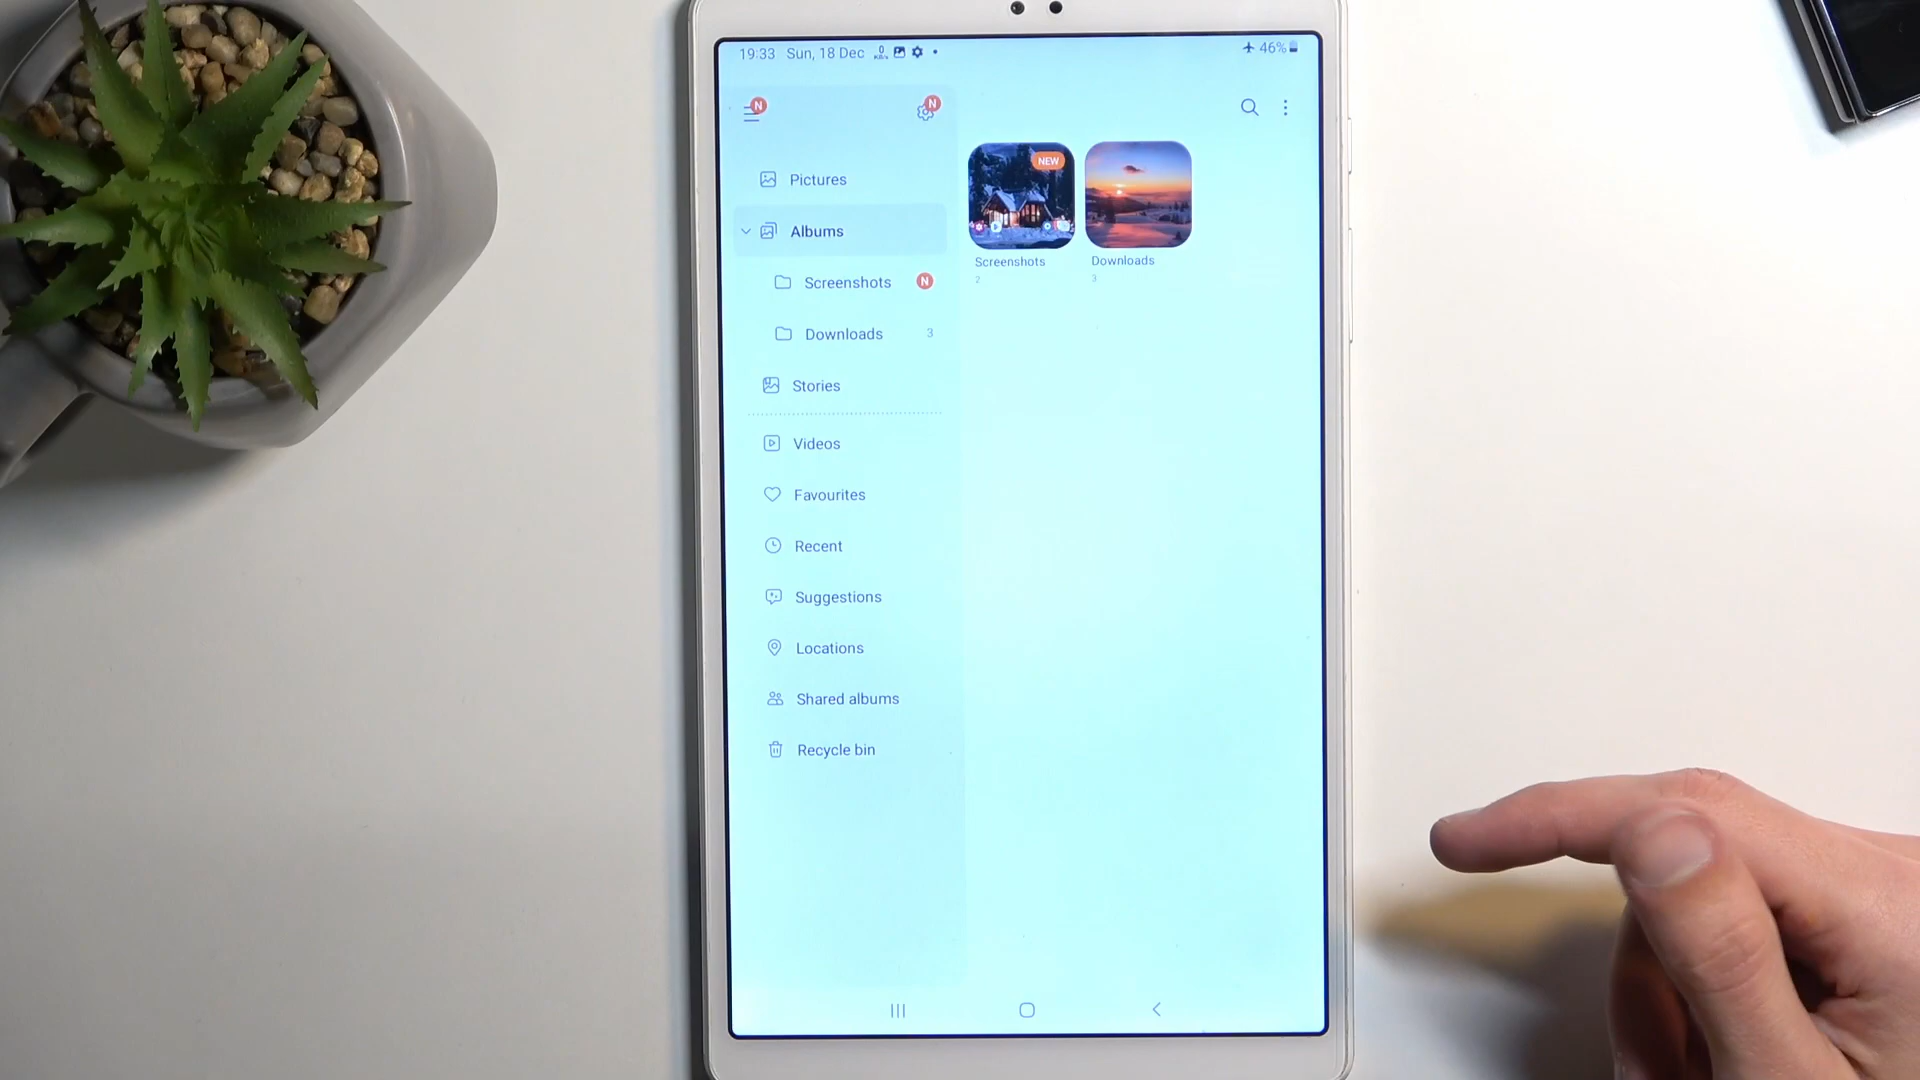 19:33 Sun, 18 Dec
46%
N
N
Pictures
Albums
Screenshots N
Downloads 3
Stories
Videos
Favourites
Recent
Suggestions
Locations
Shared albums
Recycle bin
NEW
Screenshots
2
Downloads
3